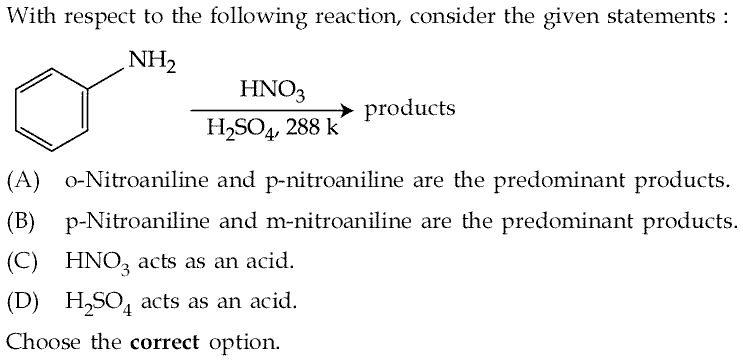 With respect to the following reaction, consider the given statements :
NH₂
HNO₃
H₂SO₄, 288 k
products
(A) o-Nitroaniline and p-nitroaniline are the predominant products.
(B) p-Nitroaniline and m-nitroaniline are the predominant products.
(C) HNO₃ acts as an acid.
(D) H₂SO₄ acts as an acid.
Choose the correct option.